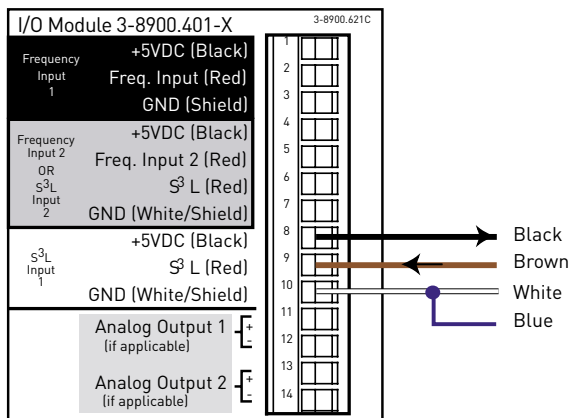 I/O Module 3-8900.401-X
3-8900.621C
Frequency
Input
1
+5VDC (Black)
Freq. Input (Red)
GND (Shield)
Frequency
Input 2
OR
S³L
Input
2
+5VDC (Black)
Freq. Input 2 (Red)
S³ L (Red)
GND (White/Shield)
S³L
Input
1
+5VDC (Black)
S³ L (Red)
GND (White/Shield)
Analog Output 1
(if applicable)
+
-
Analog Output 2
(if applicable)
+
-
1
2
3
4
5
6
7
8
9
10
11
12
13
14
Black
Brown
White
Blue